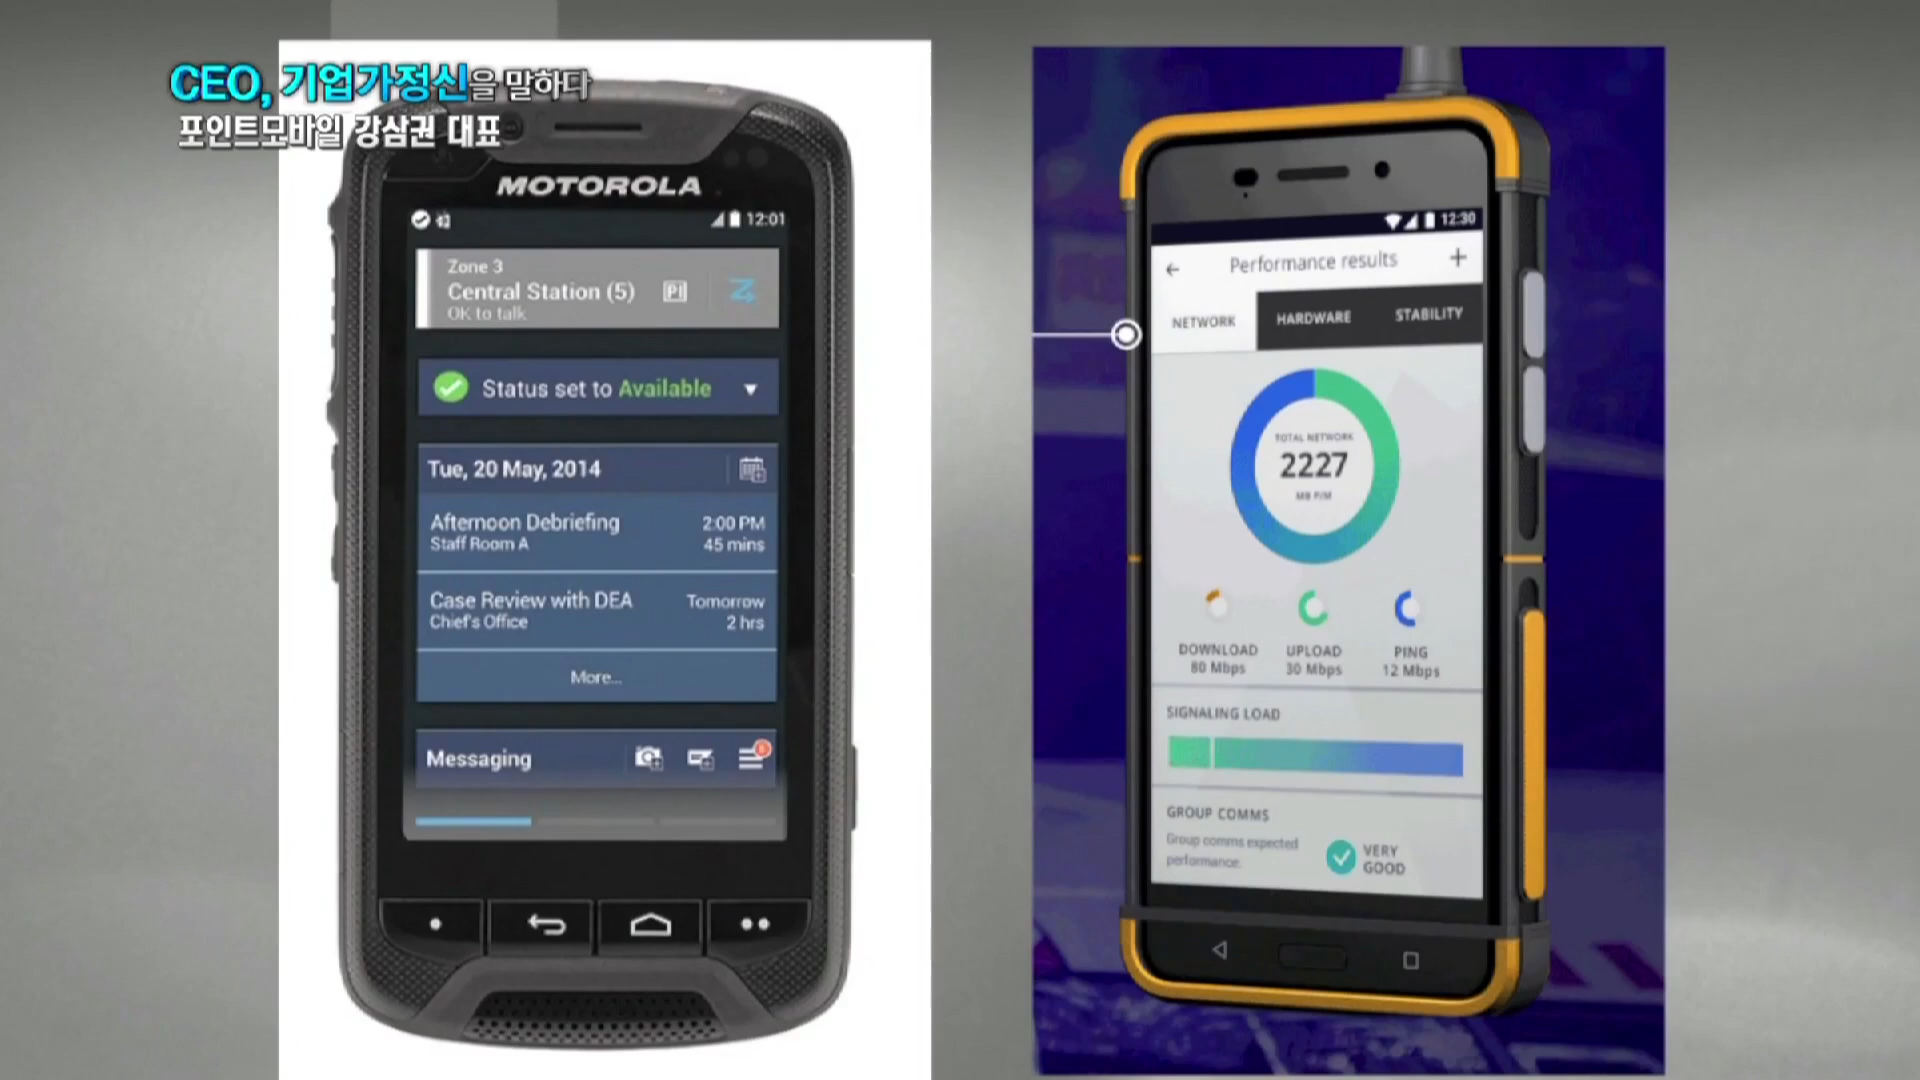 CEO, 기업가정신을 말하다
포인트모바일 강삼권 대표
MOTOROLA
12:01
Zone 3
Central Station (5)
OK to talk
Status set to Available
Tue, 20 May, 2014
Afternoon Debriefing 2:00 PM
Staff Room A 45 mins
Case Review with DEA Tomorrow
Chief's Office 2 hrs
More...
Messaging
12:30
Performance results
NETWORK HARDWARE STABILITY
TOTAL NETWORK
2227
MB P/M
DOWNLOAD UPLOAD PING
80 Mbps 30 Mbps 12 Mbps
SIGNALING LOAD
GROUP COMMS
Group comms expected
performance.
VERY
GOOD